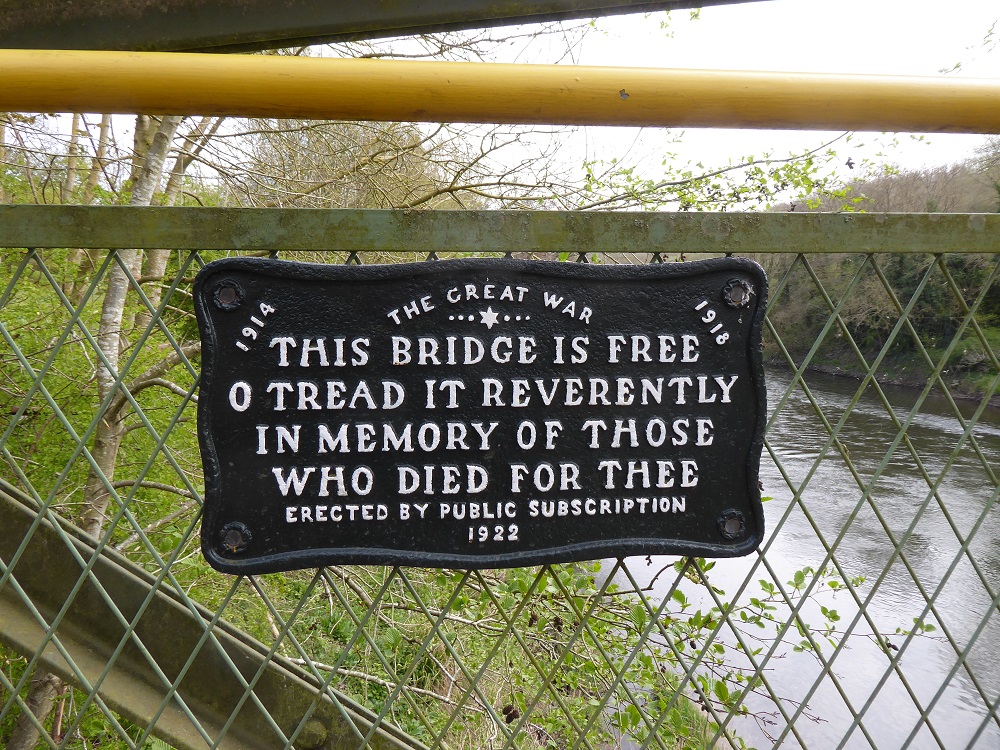 THE GREAT WAR
1914
1918
THIS BRIDGE IS FREE
O TREAD IT REVERENTLY
IN MEMORY OF THOSE
WHO DIED FOR THEE
ERECTED BY PUBLIC SUBSCRIPTION
1922